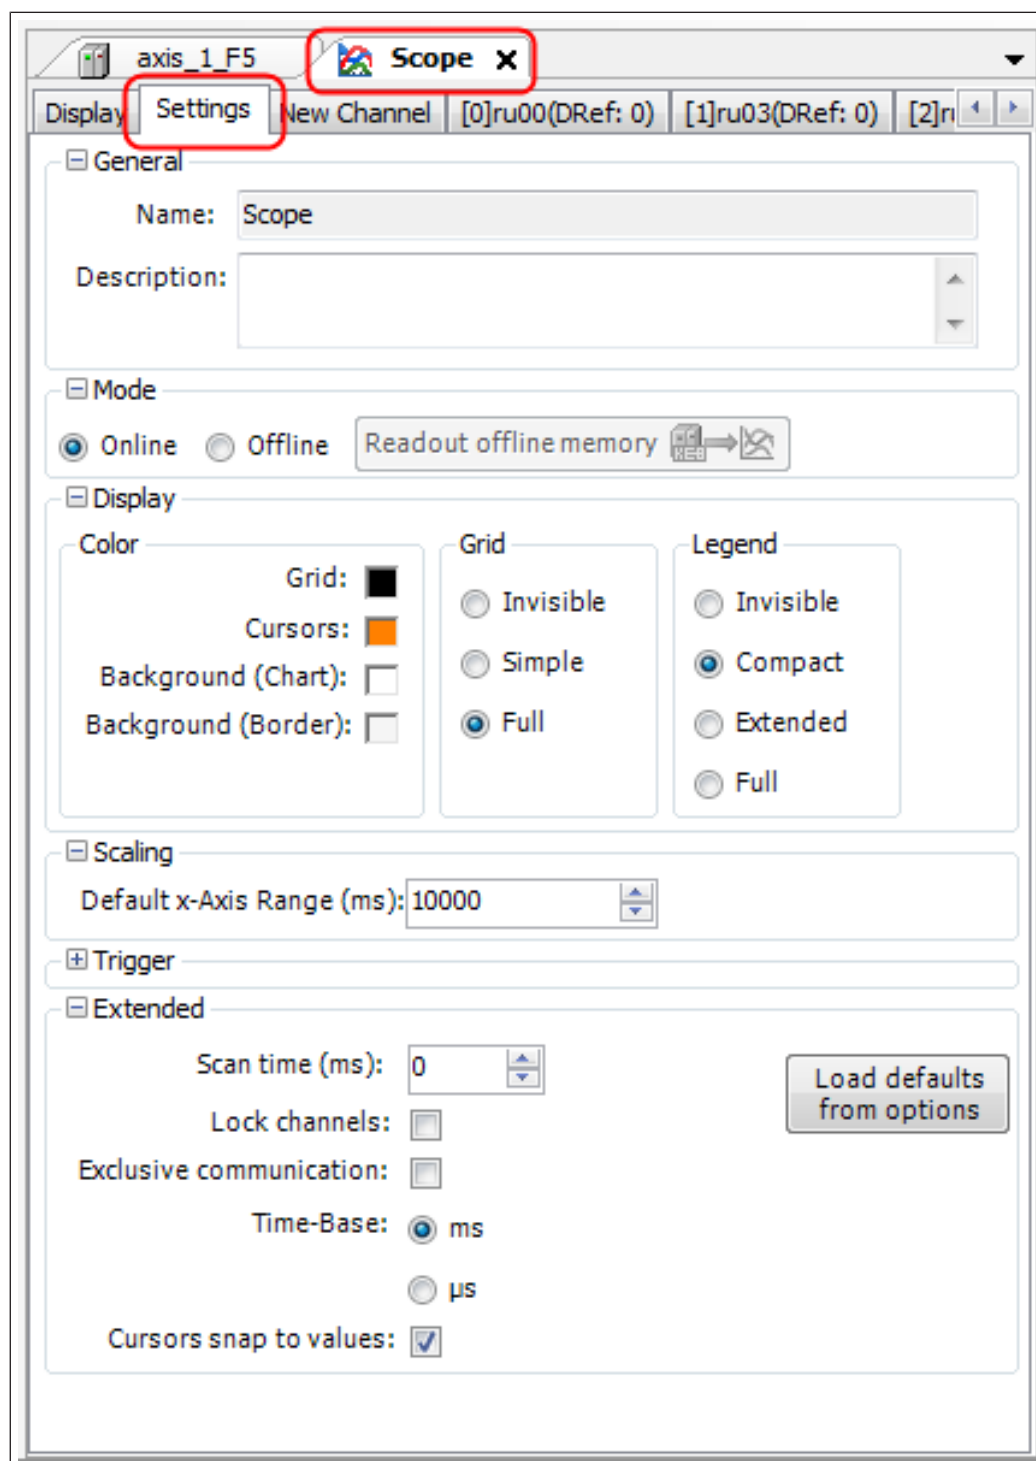 axis_1_F5 Scope
Display Settings New Channel [0]ru00(DRef: 0) [1]ru03(DRef: 0)
General
Name: Scope
Description:
Mode
Online Offline Readout offline memory
Display
Color Grid Legend
Grid: Invisible Invisible
Cursors: Simple Compact
Background (Chart): Full Extended
Background (Border): Full
Scaling
Default x-Axis Range (ms): 10000
Trigger
Extended
Scan time (ms): 0
Load defaults
from options
Lock channels:
Exclusive communication:
Time-Base: ms
µs
Cursors snap to values: